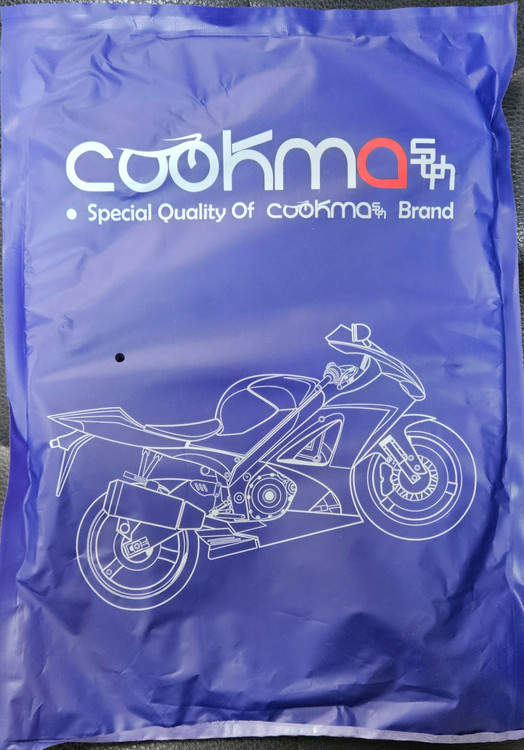 cookma
• Special Quality Of cookma Brand